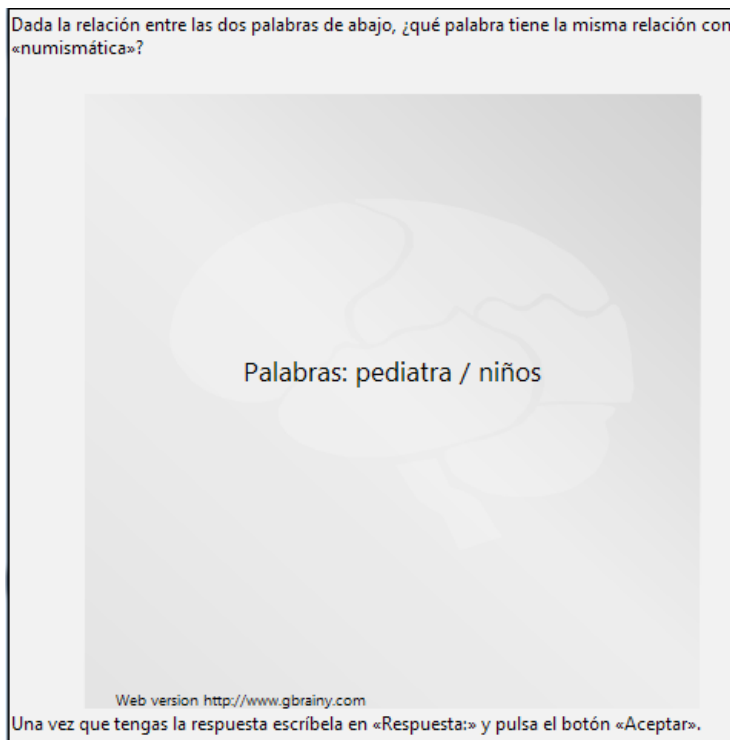 Dada la relación entre las dos palabras de abajo, ¿qué palabra tiene la misma relación con
«numismática»?
Palabras: pediatra / niños
Web version http://www.gbrainy.com
Una vez que tengas la respuesta escríbela en «Respuesta:» y pulsa el botón «Aceptar».